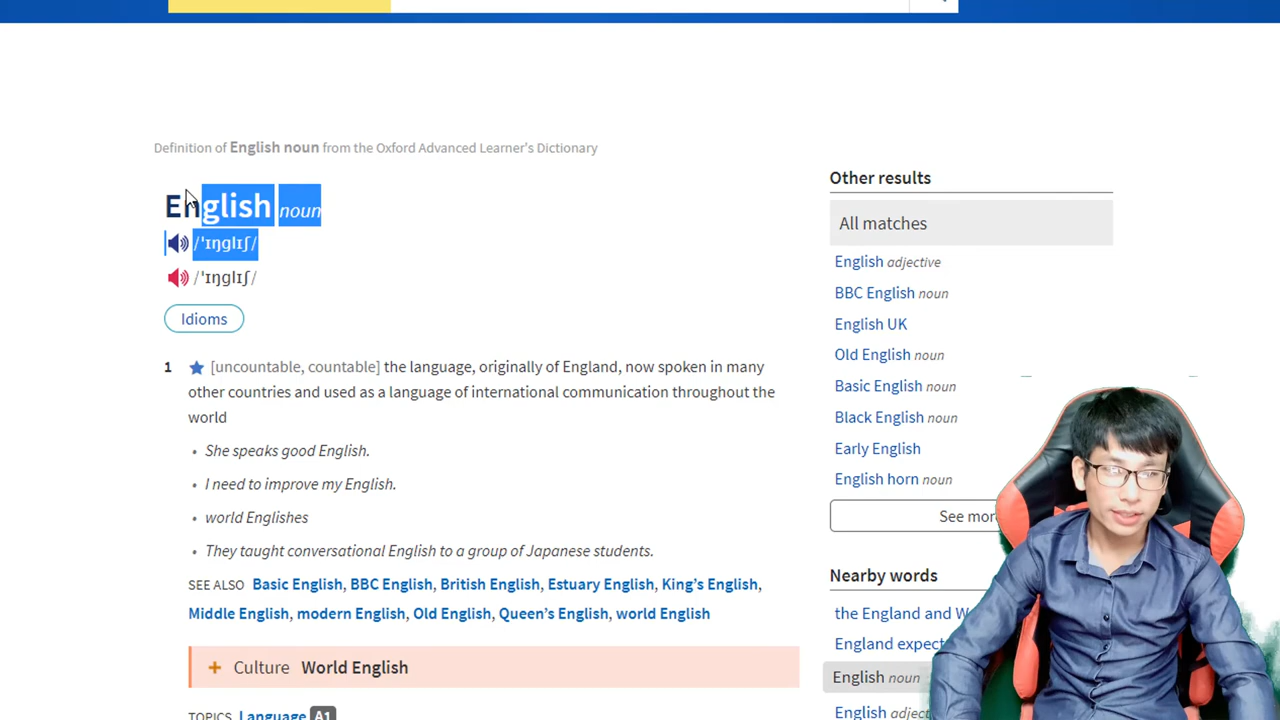 Definition of English noun from the Oxford Advanced Learner's Dictionary
English noun
/ˈɪŋɡlɪʃ/
/ˈɪŋɡlɪʃ/
Idioms
1 [uncountable, countable] the language, originally of England, now spoken in many
other countries and used as a language of international communication throughout the
world
• She speaks good English.
• I need to improve my English.
• world Englishes
• They taught conversational English to a group of Japanese students.
SEE ALSO Basic English, BBC English, British English, Estuary English, King's English,
Middle English, modern English, Old English, Queen's English, world English
+ Culture World English
TOPICS Language A1
Other results
All matches
English adjective
BBC English noun
English UK
Old English noun
Basic English noun
Black English noun
Early English
English horn noun
See more
Nearby words
the England and
England
English noun
English